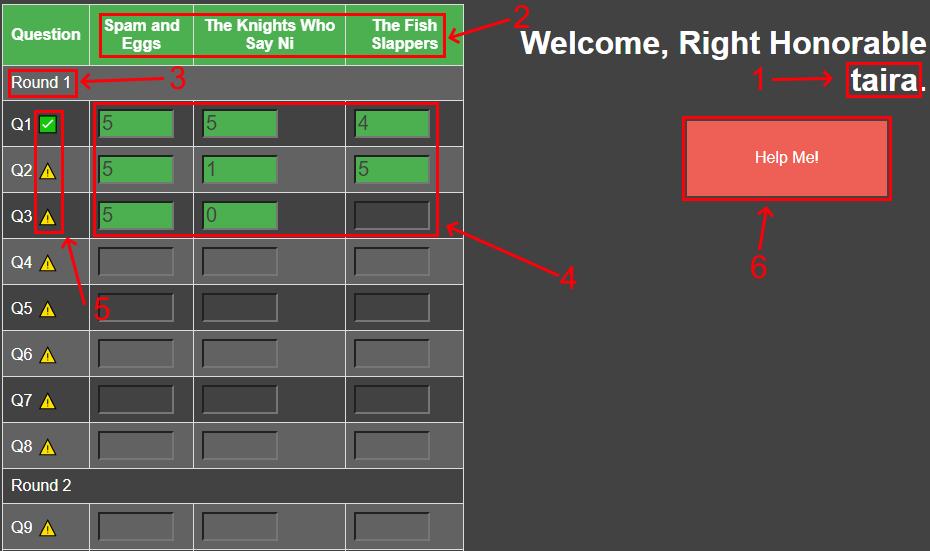 Question Spam and Eggs The Knights Who Say Ni The Fish Slappers
2
Welcome, Right Honorable
taira.
1
Round 1
3
Q1 5 5 4
Q2 5 1 5
Q3 5 0
Help Me!
6
4
Q4
Q5
5
Q6
Q7
Q8
Round 2
Q9